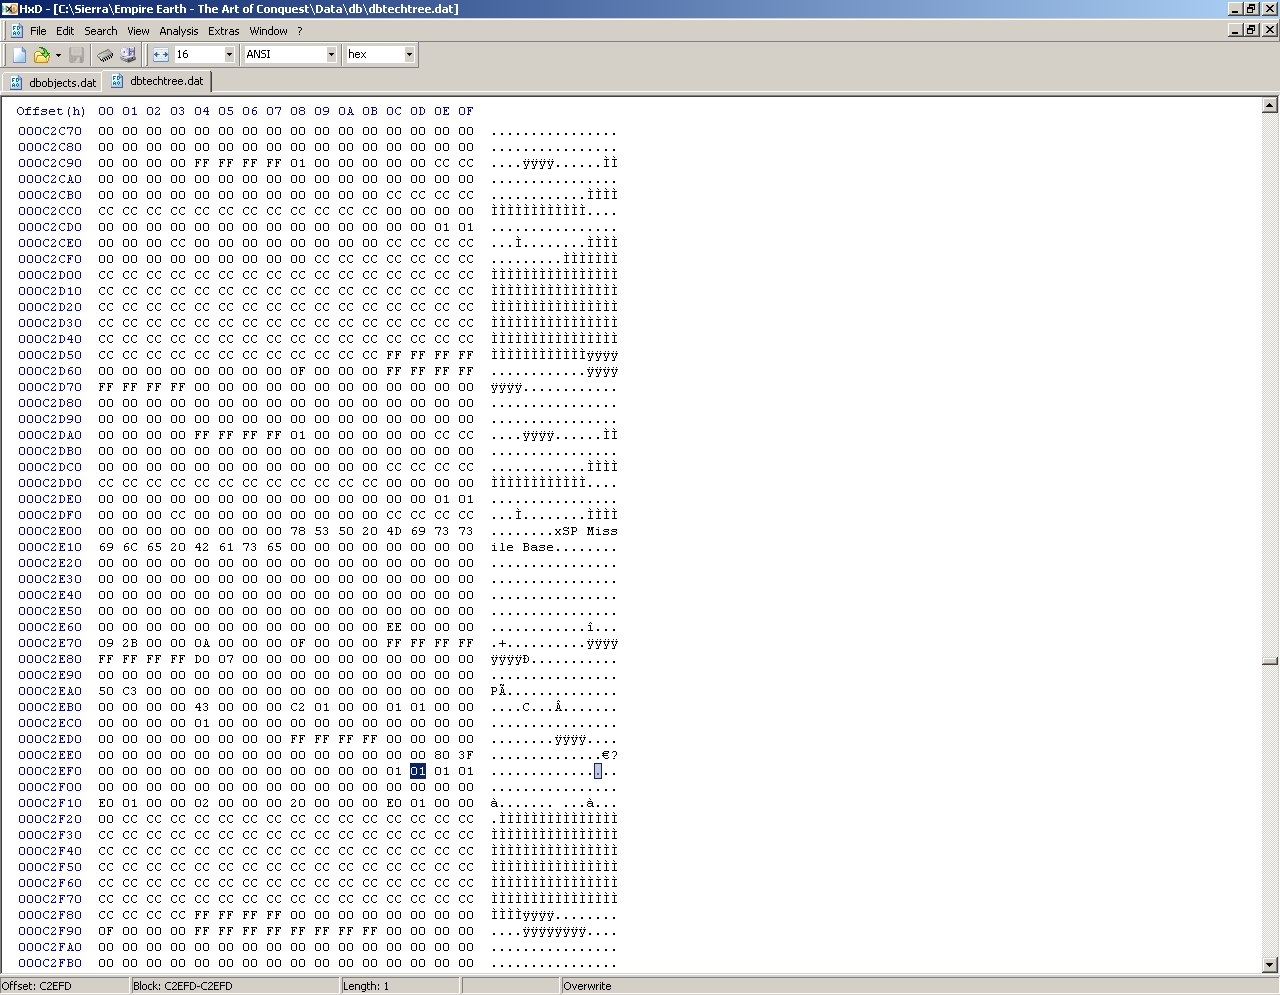 HxD - [C:\Sierra\Empire Earth - The Art of Conquest\Data\db\dbtechtree.dat]
File Edit Search View Analysis Extras Window ?
16 ANSI hex
dbobjects.dat dbtechtree.dat
Offset(h) 00 01 02 03 04 05 06 07 08 09 0A 0B 0C 0D 0E 0F
000C2C70 00 00 00 00 00 00 00 00 00 00 00 00 00 00 00 00 ................
000C2C80 00 00 00 00 00 00 00 00 00 00 00 00 00 00 00 00 ................
000C2C90 00 00 00 00 FF FF FF FF 01 00 00 00 00 00 CC CC ....ÿÿÿÿ......ÌÌ
000C2CA0 00 00 00 00 00 00 00 00 00 00 00 00 00 00 00 00 ................
000C2CB0 00 00 00 00 00 00 00 00 00 00 00 00 CC CC CC CC ............ÌÌÌÌ
000C2CC0 CC CC CC CC CC CC CC CC CC CC CC CC 00 00 00 00 ÌÌÌÌÌÌÌÌÌÌÌÌ....
000C2CD0 00 00 00 00 00 00 00 00 00 00 00 00 00 00 01 01 ................
000C2CE0 00 00 00 CC 00 00 00 00 00 00 00 00 CC CC CC CC ...Ì........ÌÌÌÌ
000C2CF0 00 00 00 00 00 00 00 00 00 CC CC CC CC CC CC CC .........ÌÌÌÌÌÌÌ
000C2D00 CC CC CC CC CC CC CC CC CC CC CC CC CC CC CC CC ÌÌÌÌÌÌÌÌÌÌÌÌÌÌÌÌ
000C2D10 CC CC CC CC CC CC CC CC CC CC CC CC CC CC CC CC ÌÌÌÌÌÌÌÌÌÌÌÌÌÌÌÌ
000C2D20 CC CC CC CC CC CC CC CC CC CC CC CC CC CC CC CC ÌÌÌÌÌÌÌÌÌÌÌÌÌÌÌÌ
000C2D30 CC CC CC CC CC CC CC CC CC CC CC CC CC CC CC CC ÌÌÌÌÌÌÌÌÌÌÌÌÌÌÌÌ
000C2D40 CC CC CC CC CC CC CC CC CC CC CC CC CC CC CC CC ÌÌÌÌÌÌÌÌÌÌÌÌÌÌÌÌ
000C2D50 CC CC CC CC CC CC CC CC CC CC CC CC FF FF FF FF ÌÌÌÌÌÌÌÌÌÌÌÌÿÿÿÿ
000C2D60 00 00 00 00 00 00 00 00 0F 00 00 00 FF FF FF FF ............ÿÿÿÿ
000C2D70 FF FF FF FF 00 00 00 00 00 00 00 00 00 00 00 00 ÿÿÿÿ............
000C2D80 00 00 00 00 00 00 00 00 00 00 00 00 00 00 00 00 ................
000C2D90 00 00 00 00 00 00 00 00 00 00 00 00 00 00 00 00 ................
000C2DA0 00 00 00 00 FF FF FF FF 01 00 00 00 00 00 CC CC ....ÿÿÿÿ......ÌÌ
000C2DB0 00 00 00 00 00 00 00 00 00 00 00 00 00 00 00 00 ................
000C2DC0 00 00 00 00 00 00 00 00 00 00 00 00 CC CC CC CC ............ÌÌÌÌ
000C2DD0 CC CC CC CC CC CC CC CC CC CC CC CC 00 00 00 00 ÌÌÌÌÌÌÌÌÌÌÌÌ....
000C2DE0 00 00 00 00 00 00 00 00 00 00 00 00 00 00 01 01 ................
000C2DF0 00 00 00 CC 00 00 00 00 00 00 00 00 CC CC CC CC ...Ì........ÌÌÌÌ
000C2E00 00 00 00 00 00 00 00 00 78 53 50 20 4D 69 73 73 ........xSP Miss
000C2E10 69 6C 65 20 42 61 73 65 00 00 00 00 00 00 00 00 ile Base........
000C2E20 00 00 00 00 00 00 00 00 00 00 00 00 00 00 00 00 ................
000C2E30 00 00 00 00 00 00 00 00 00 00 00 00 00 00 00 00 ................
000C2E40 00 00 00 00 00 00 00 00 00 00 00 00 00 00 00 00 ................
000C2E50 00 00 00 00 00 00 00 00 00 00 00 00 00 00 00 00 ................
000C2E60 00 00 00 00 00 00 00 00 00 00 00 00 EE 00 00 00 ............î...
000C2E70 09 2B 00 00 0A 00 00 00 0F 00 00 00 FF FF FF FF .+..........ÿÿÿÿ
000C2E80 FF FF FF FF D0 07 00 00 00 00 00 00 00 00 00 00 ÿÿÿÿÐ...........
000C2E90 00 00 00 00 00 00 00 00 00 00 00 00 00 00 00 00 ................
000C2EA0 50 C3 00 00 00 00 00 00 00 00 00 00 00 00 00 00 PÃ..............
000C2EB0 00 00 00 00 43 00 00 00 C2 01 00 00 01 01 00 00 ....C...Â.......
000C2EC0 00 00 00 00 01 00 00 00 00 00 00 00 00 00 00 00 ................
000C2ED0 00 00 00 00 00 00 00 00 FF FF FF FF 00 00 00 00 ........ÿÿÿÿ....
000C2EE0 00 00 00 00 00 00 00 00 00 00 00 00 00 00 80 3F ..............€?
000C2EF0 00 00 00 00 00 00 00 00 00 00 00 00 01 01 01 01 ................
000C2F00 00 00 00 00 00 00 00 00 00 00 00 00 00 00 00 00 ................
000C2F10 E0 01 00 00 02 00 00 00 20 00 00 00 E0 01 00 00 à....... ...à...
000C2F20 00 CC CC CC CC CC CC CC CC CC CC CC CC CC CC CC .ÌÌÌÌÌÌÌÌÌÌÌÌÌÌÌ
000C2F30 CC CC CC CC CC CC CC CC CC CC CC CC CC CC CC CC ÌÌÌÌÌÌÌÌÌÌÌÌÌÌÌÌ
000C2F40 CC CC CC CC CC CC CC CC CC CC CC CC CC CC CC CC ÌÌÌÌÌÌÌÌÌÌÌÌÌÌÌÌ
000C2F50 CC CC CC CC CC CC CC CC CC CC CC CC CC CC CC CC ÌÌÌÌÌÌÌÌÌÌÌÌÌÌÌÌ
000C2F60 CC CC CC CC CC CC CC CC CC CC CC CC CC CC CC CC ÌÌÌÌÌÌÌÌÌÌÌÌÌÌÌÌ
000C2F70 CC CC CC CC CC CC CC CC CC CC CC CC CC CC CC CC ÌÌÌÌÌÌÌÌÌÌÌÌÌÌÌÌ
000C2F80 CC CC CC CC FF FF FF FF 00 00 00 00 00 00 00 00 ÌÌÌÌÿÿÿÿ........
000C2F90 0F 00 00 00 FF FF FF FF FF FF FF FF 00 00 00 00 ....ÿÿÿÿÿÿÿÿ....
000C2FA0 00 00 00 00 00 00 00 00 00 00 00 00 00 00 00 00 ................
000C2FB0 00 00 00 00 00 00 00 00 00 00 00 00 00 00 00 00 ................
Offset: C2EFD Block: C2EFD-C2EFD Length: 1 Overwrite